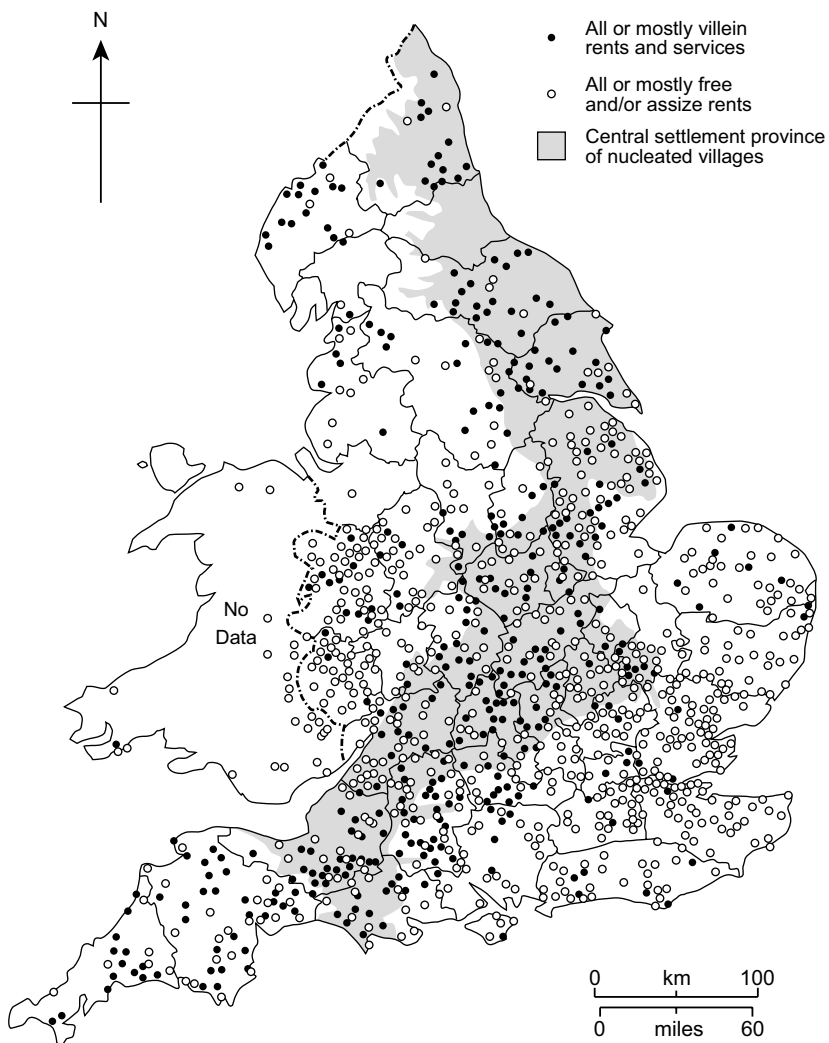 N
All or mostly villein
rents and services
All or mostly free
and/or assize rents
Central settlement province
of nucleated villages
No
Data
0 km 100
0 miles 60